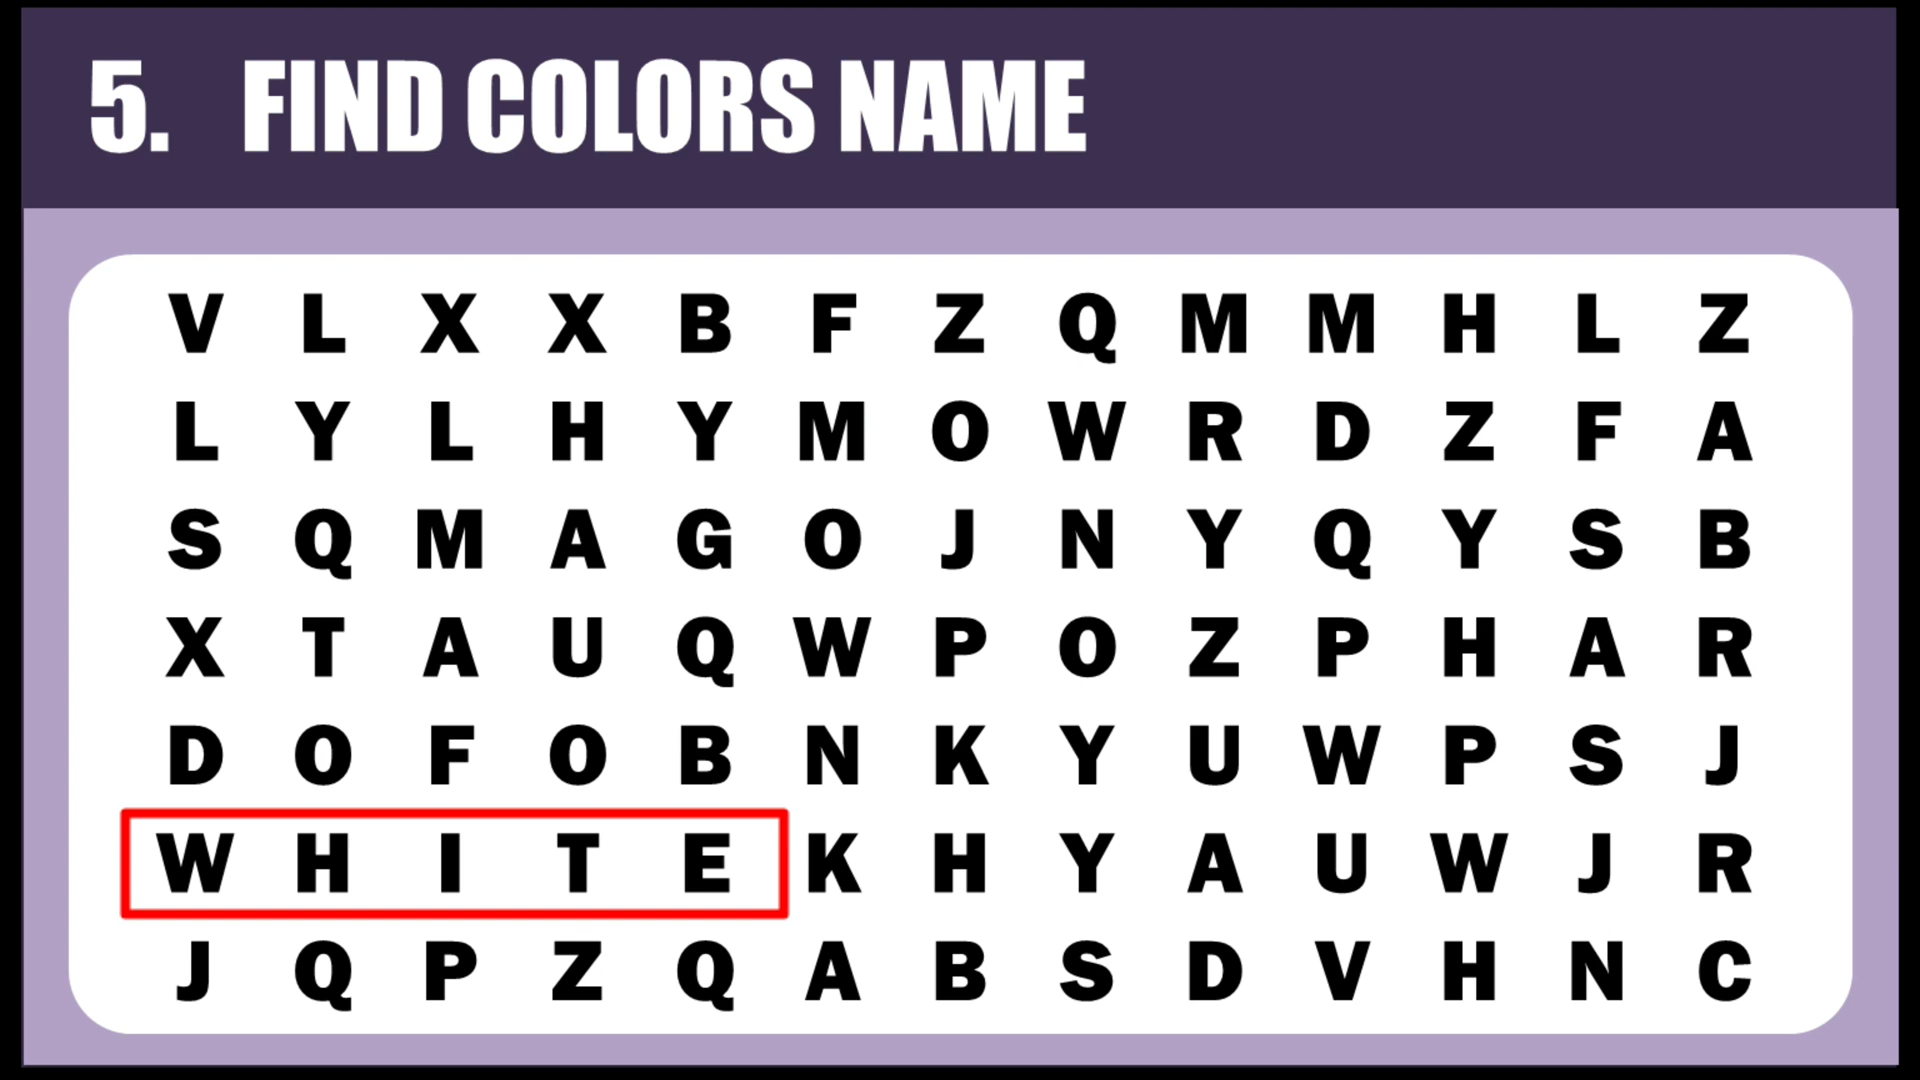 5. FIND COLORS NAME
V L X X B F Z Q M M H L Z
L Y L H Y M O W R D Z F A
S Q M A G O J N Y Q Y S B
X T A U Q W P O Z P H A R
D O F O B N K Y U W P S J
W H I T E K H Y A U W J R
J Q P Z Q A B S D V H N C